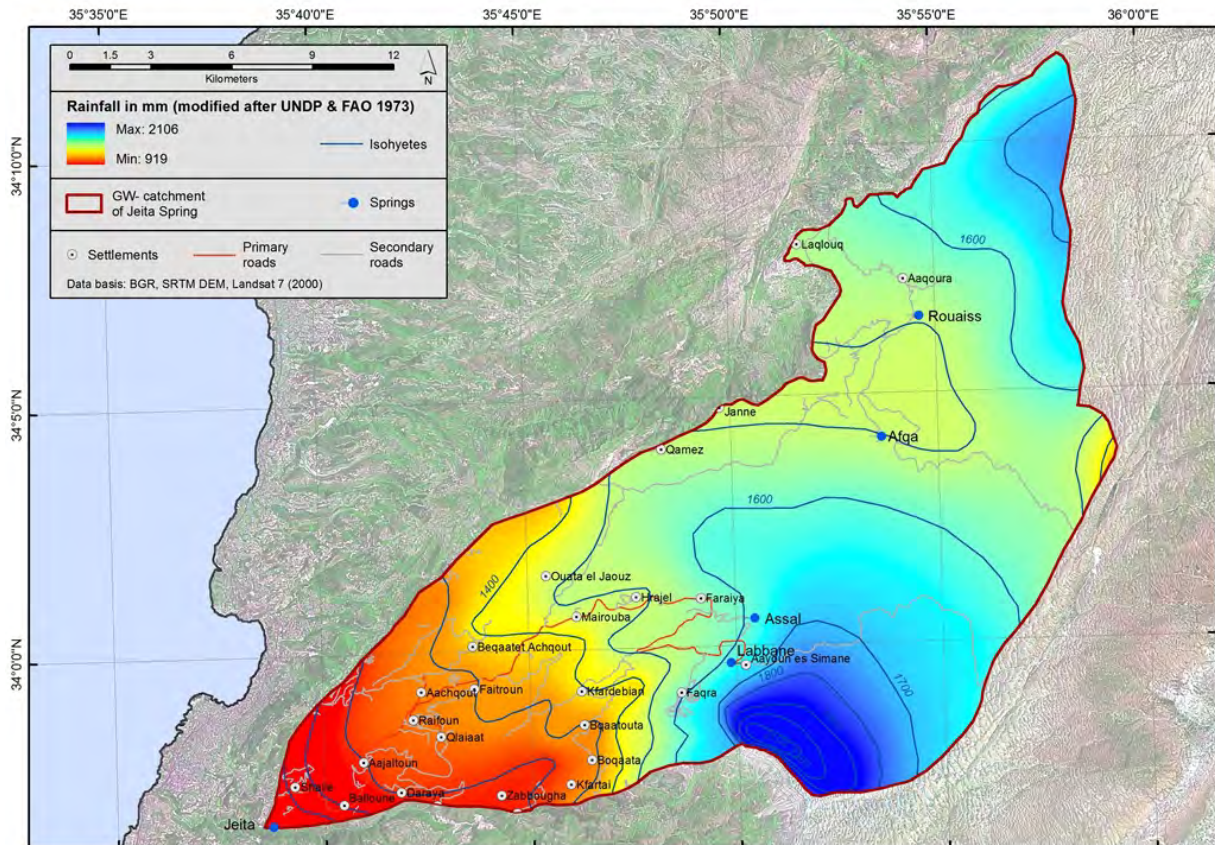 35°35'0"E 35°40'0"E 35°45'0"E 35°50'0"E 35°55'0"E 36°0'0"E
0 1.5 3 6 9 12
Kilometers
N
Rainfall in mm (modified after UNDP & FAO 1973)
Max: 2106
Min: 919
Isohyetes
GW- catchment
of Jeita Spring
Springs
Settlements
Primary
roads
Secondary
roads
Data basis: BGR, SRTM DEM, Landsat 7 (2000)
34°10'0"N
34°5'0"N
34°0'0"N
Laqlouq
1600
Aaqoura
Rouaiss
Janne
Afqa
Qamez
1600
1400
Ouata el Jaouz
Hrajel
Faraiya
Mairouba
Assal
Beqaatet Achqout
Labbane
Aayoun es Simane
1800
1700
Aachqout
Faitroun
Kfardebian
Faqra
Raifoun
Bqaatouta
Qlaiaat
Boqaata
Aajaltoun
Kfartai
Daraya
Zabbougha
Balloune
Jeita